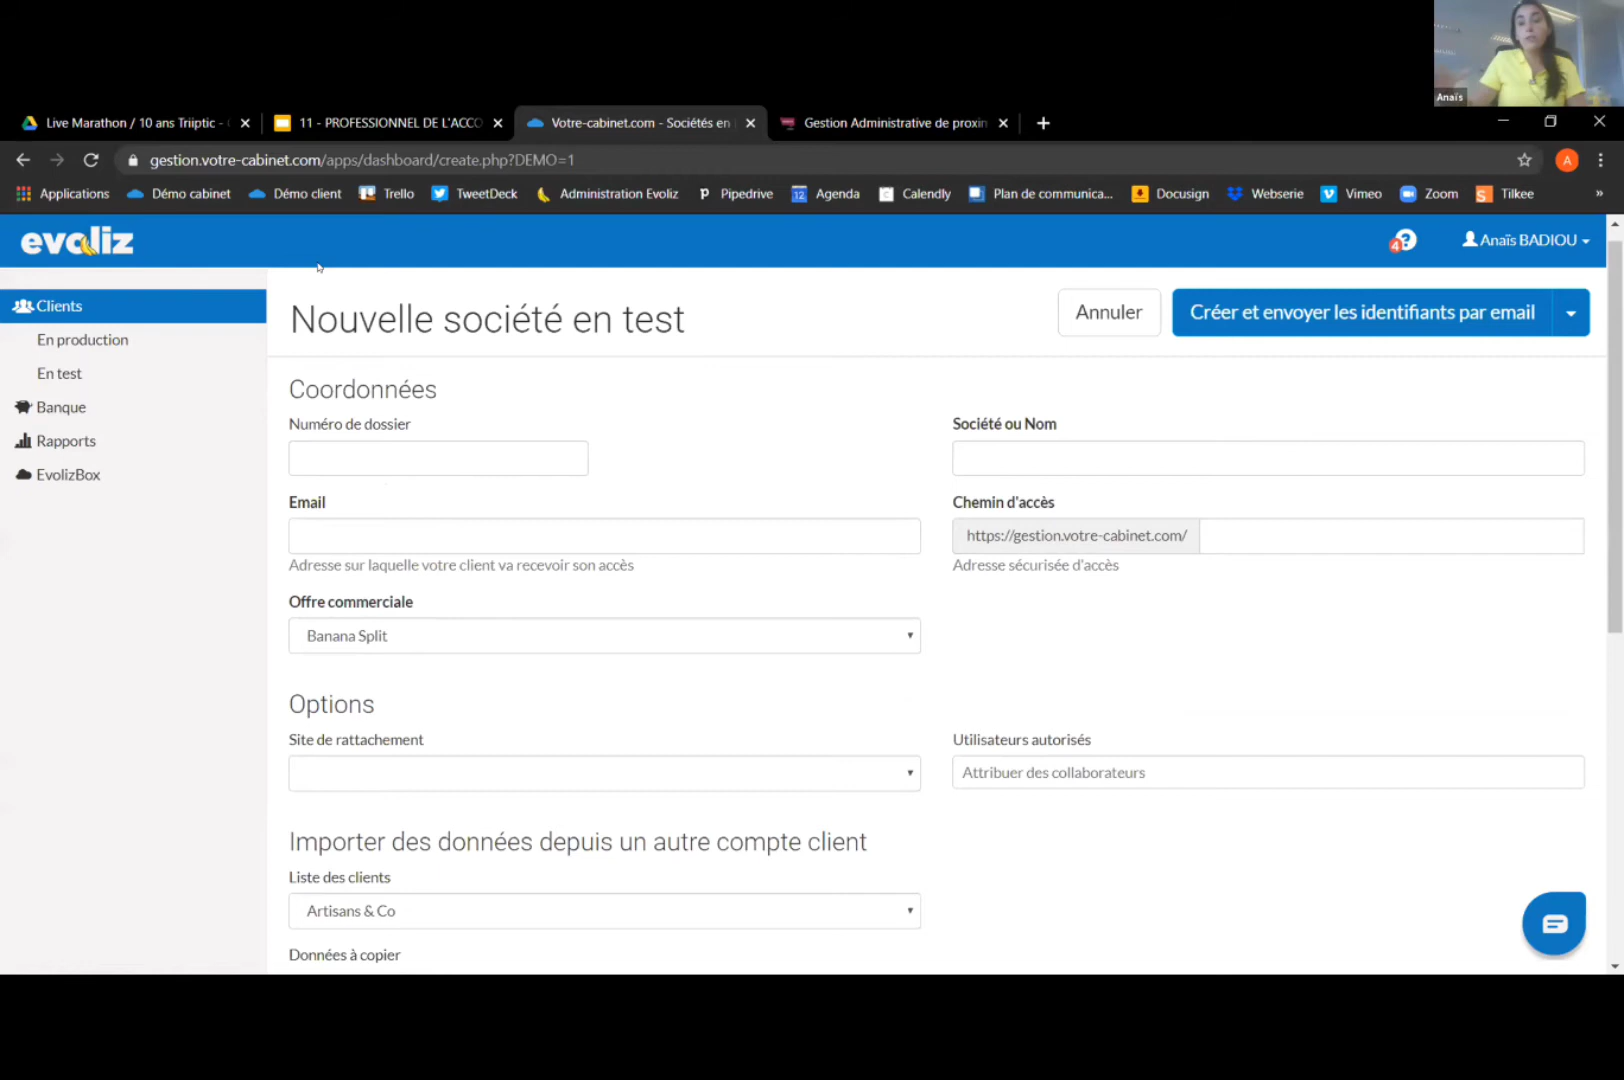 Anaïs
Live Marathon / 10 ans Triiptic -
11 - PROFESSIONNEL DE L'ACCO
Votre-cabinet.com - Sociétés en
Gestion Administrative de proxin
gestion.votre-cabinet.com/apps/dashboard/create.php?DEMO=1
A
Applications
Démo cabinet
Démo client
Trello
TweetDeck
Administration Evoliz
Pipedrive
12 Agenda
Calendly
Plan de communica...
Docusign
Webserie
Vimeo
Zoom
Tilkee
»
evoliz
4 ?
Anaïs BADIOU
Clients
En production
En test
Banque
Rapports
EvolizBox
Nouvelle société en test
Annuler
Créer et envoyer les identifiants par email
Coordonnées
Numéro de dossier
Société ou Nom
Email
Chemin d'accès
https://gestion.votre-cabinet.com/
Adresse sur laquelle votre client va recevoir son accès
Adresse sécurisée d'accès
Offre commerciale
Banana Split
Options
Site de rattachement
Utilisateurs autorisés
Attribuer des collaborateurs
Importer des données depuis un autre compte client
Liste des clients
Artisans & Co
Données à copier